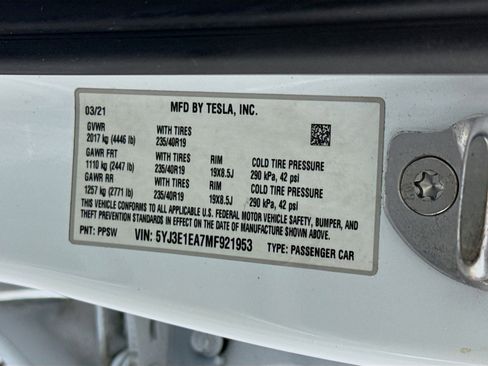 03/21 MFD BY TESLA, INC.
GVWR WITH TIRES
2017 kg (4446 lb) 235/40R19
GAWR FRT WITH TIRES RIM COLD TIRE PRESSURE
1110 kg (2447 lb) 235/40R19 19X8.5J 290 kPa, 42 psi
GAWR RR WITH TIRES RIM COLD TIRE PRESSURE
1257 kg (2771 lb) 235/40R19 19X8.5J 290 kPa, 42 psi
THIS VEHICLE CONFORMS TO ALL APPLICABLE U.S. FEDERAL MOTOR VEHICLE SAFETY, BUMPER, AND
THEFT PREVENTION STANDARDS IN EFFECT ON THE DATE OF MANUFACTURE SHOWN ABOVE.
PNT: PPSW VIN: 5YJ3E1EA7MF921953 TYPE: PASSENGER CAR